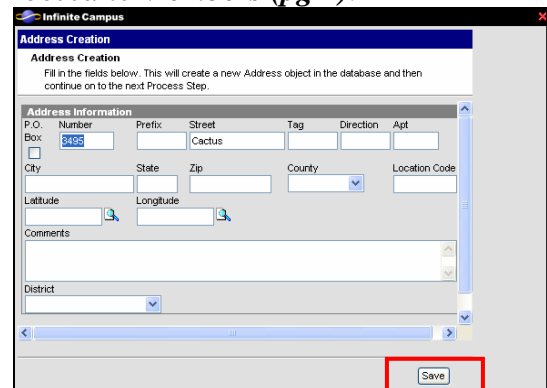 Infinite Campus
Address Creation
Address Creation
Fill in the fields below. This will create a new Address object in the database and then
continue on to the next Process Step.
Address Information
P.O. Box Number Prefix Street Tag Direction Apt
3495 Cactus
City State Zip County Location Code
Latitude Longitude
Comments
District
Save